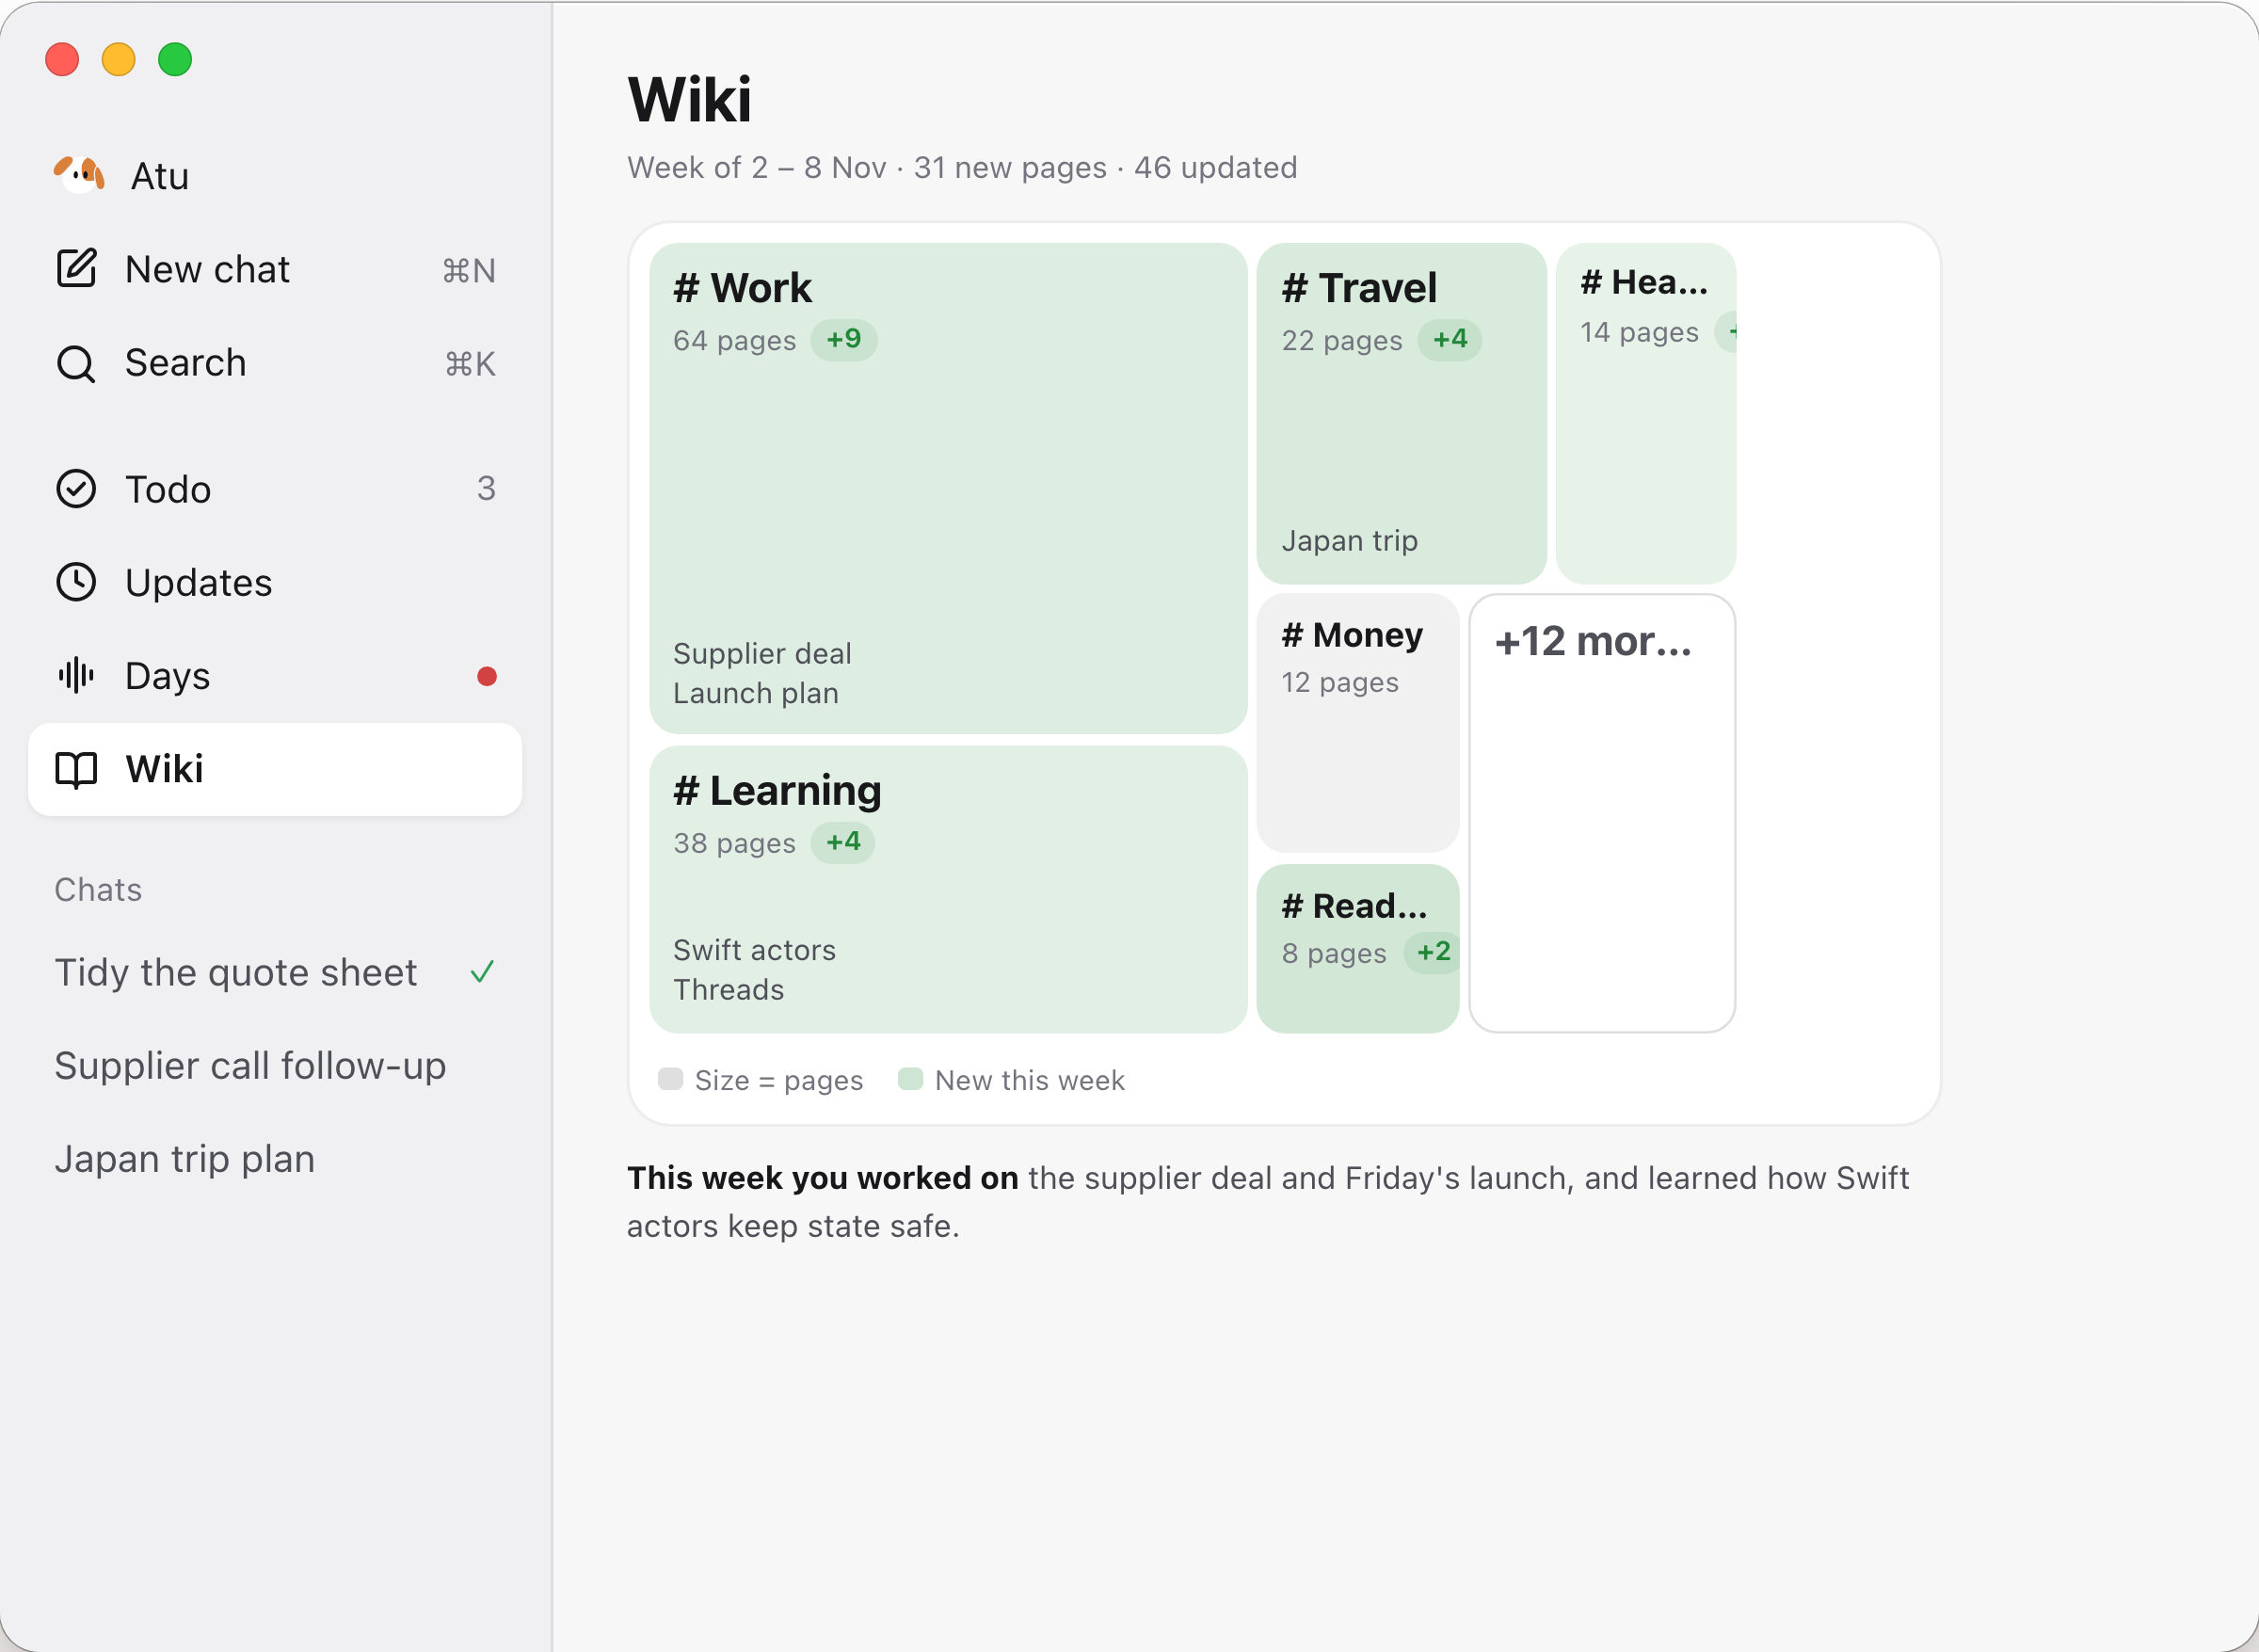 Atu
New chat ⌘N
Search ⌘K
Todo 3
Updates
Days
Wiki
Chats
Tidy the quote sheet
Supplier call follow-up
Japan trip plan
Wiki
Week of 2 – 8 Nov · 31 new pages · 46 updated
# Work
64 pages +9
Supplier deal
Launch plan
# Travel
22 pages +4
Japan trip
# Hea...
14 pages +
# Learning
38 pages +4
Swift actors
Threads
# Money
12 pages
# Read...
8 pages +2
+12 mor...
Size = pages New this week
This week you worked on the supplier deal and Friday's launch, and learned how Swift
actors keep state safe.